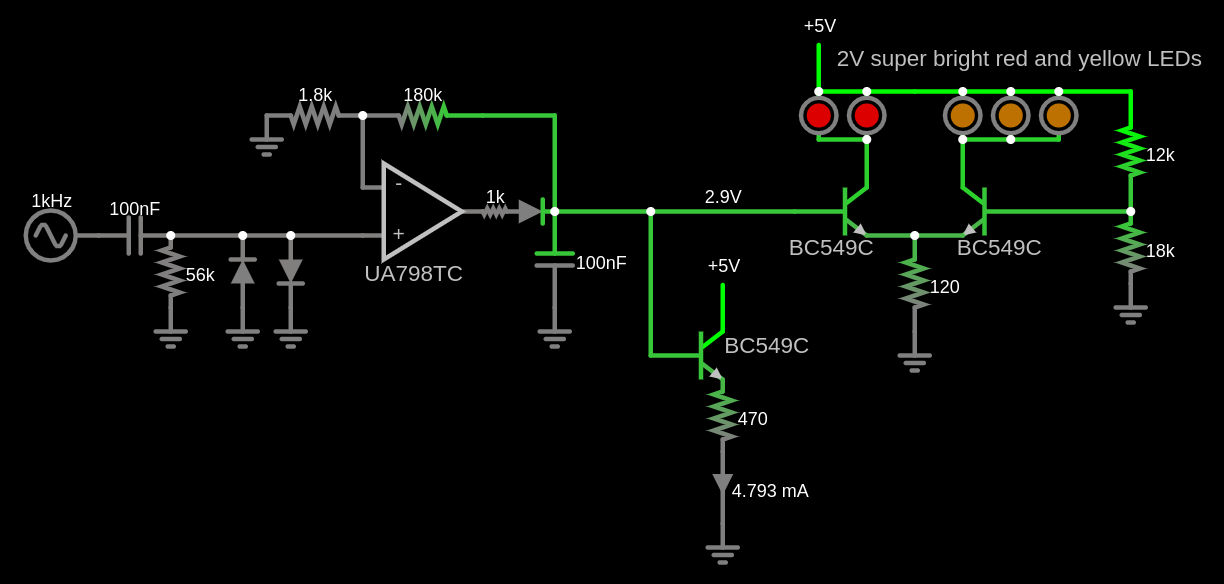 +5V
2V super bright red and yellow LEDs
1.8k
180k
12k
-
1kHz
100nF
1k
2.9V
+
56k
UA798TC
100nF
BC549C
BC549C
18k
+5V
120
BC549C
470
4.793 mA